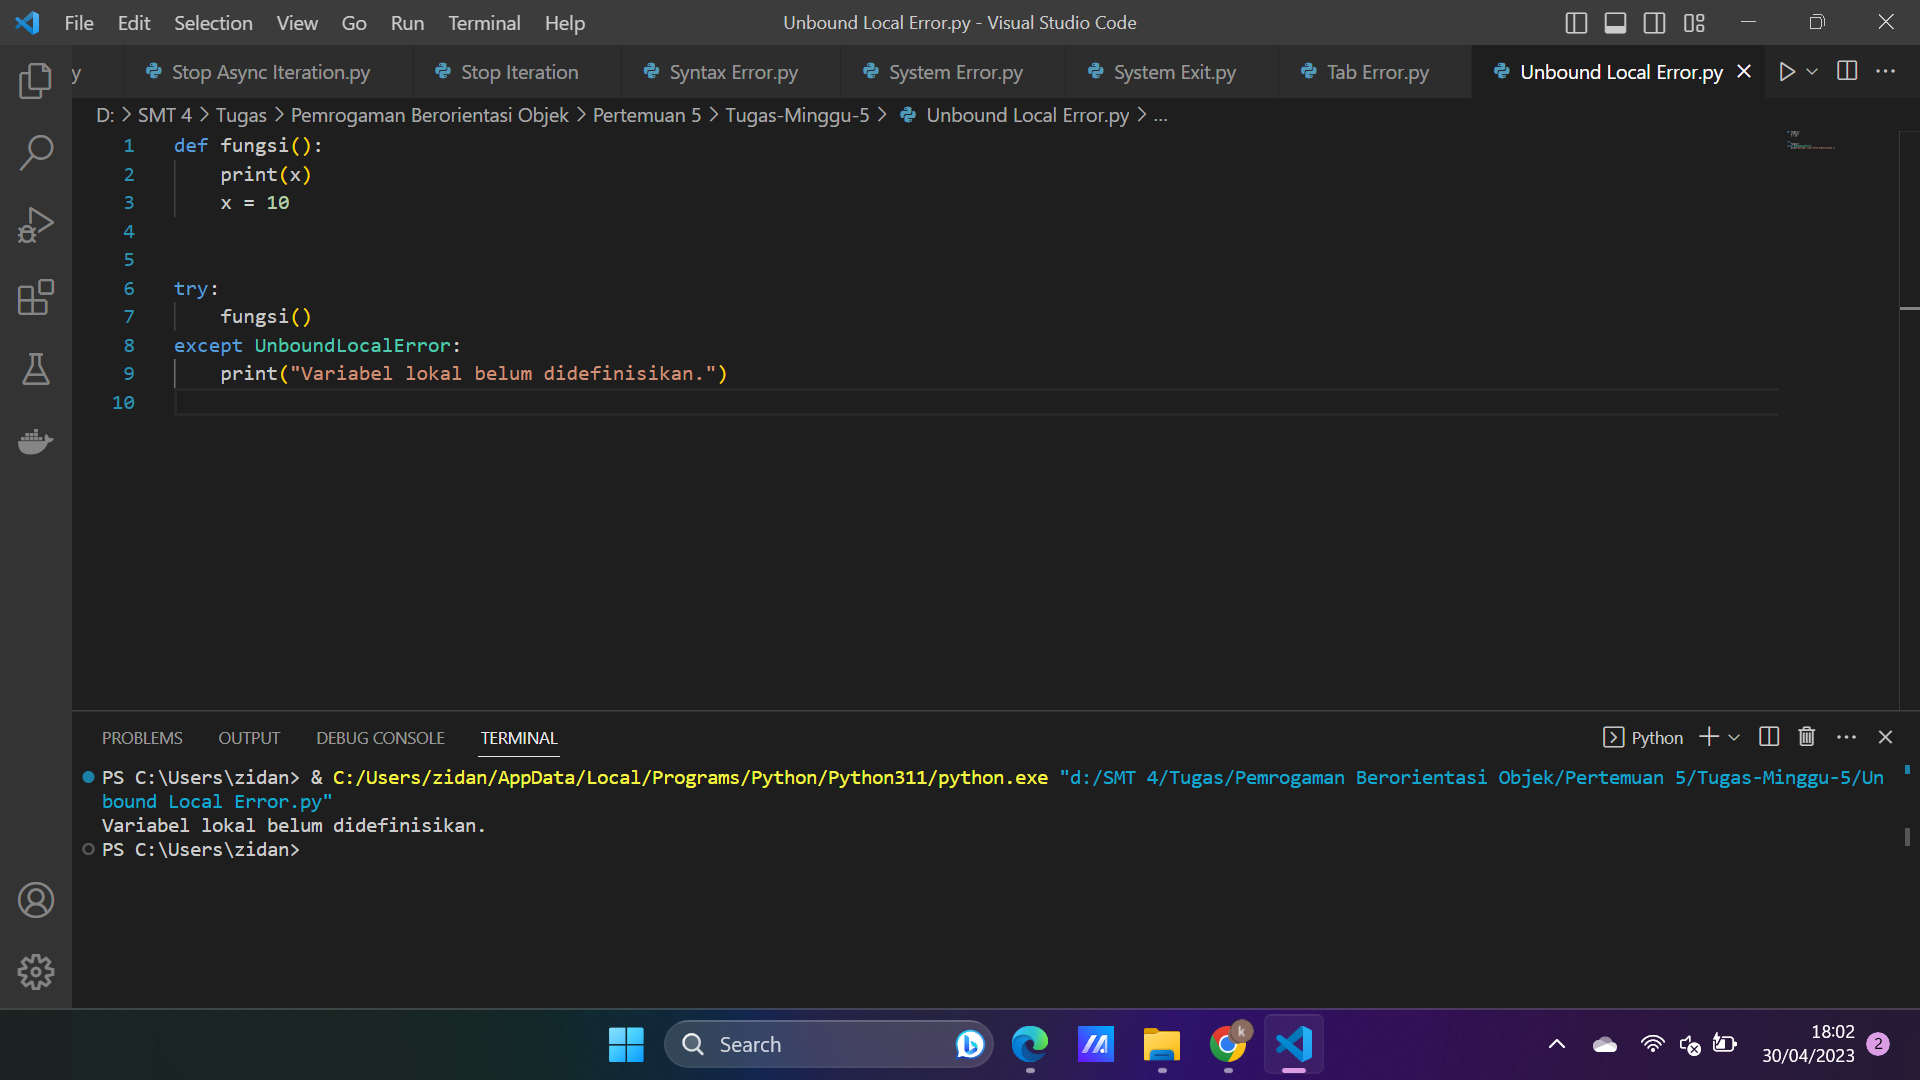 File Edit Selection View Go Run Terminal Help
Unbound Local Error.py - Visual Studio Code
y
Stop Async Iteration.py
Stop Iteration
Syntax Error.py
System Error.py
System Exit.py
Tab Error.py
Unbound Local Error.py
D: > SMT 4 > Tugas > Pemrogaman Berorientasi Objek > Pertemuan 5 > Tugas-Minggu-5 > Unbound Local Error.py > ...
1 def fungsi():
2     print(x)
3     x = 10
4
5
6 try:
7     fungsi()
8 except UnboundLocalError:
9     print("Variabel lokal belum didefinisikan.")
10
PROBLEMS OUTPUT DEBUG CONSOLE TERMINAL
Python
PS C:\Users\zidan> & C:/Users/zidan/AppData/Local/Programs/Python/Python311/python.exe "d:/SMT 4/Tugas/Pemrogaman Berorientasi Objek/Pertemuan 5/Tugas-Minggu-5/Un
bound Local Error.py"
Variabel lokal belum didefinisikan.
PS C:\Users\zidan>
Search
k
18:02
30/04/2023
2